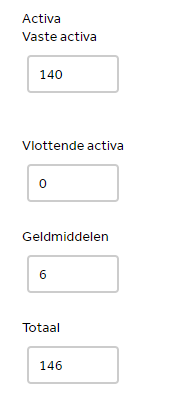 Activa
Vaste activa
140
Vlottende activa
0
Geldmiddelen
6
Totaal
146